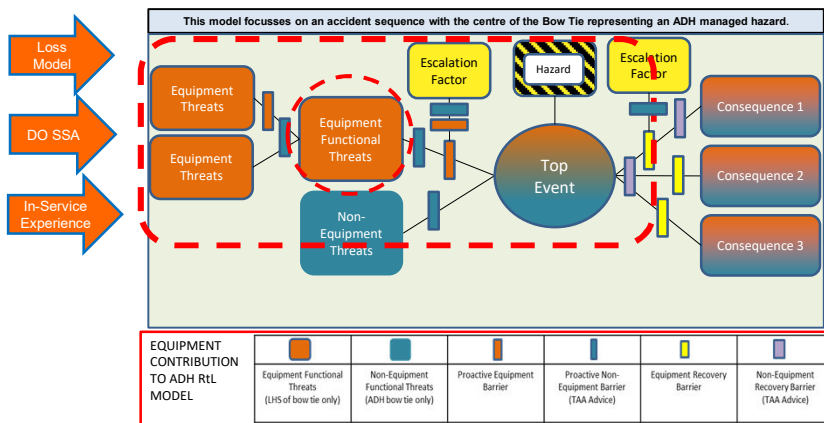 This model focusses on an accident sequence with the centre of the Bow Tie representing an ADH managed hazard.
Loss
Model
DO SSA
In-Service
Experience
Equipment
Threats
Equipment
Threats
Equipment
Functional
Threats
Non-
Equipment
Threats
Escalation
Factor
Hazard
Escalation
Factor
Top
Event
Consequence 1
Consequence 2
Consequence 3
EQUIPMENT
CONTRIBUTION
TO ADH RtL
MODEL
Equipment Functional
Threats
(LHS of bow tie only)
Non-Equipment
Functional Threats
(ADH bow tie only)
Proactive Equipment
Barrier
Proactive Non-
Equipment Barrier
(TAA Advice)
Equipment Recovery
Barrier
Non-Equipment
Recovery Barrier
(TAA Advice)